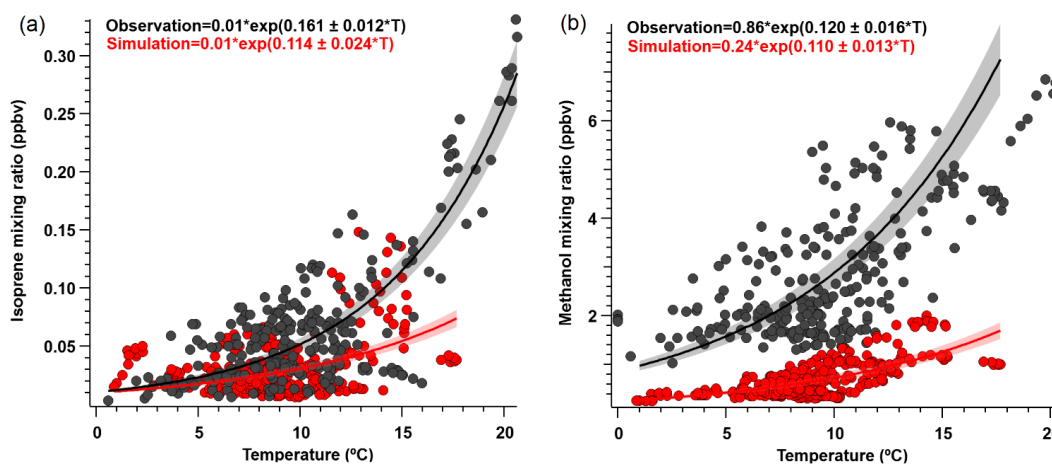 (a)
Observation=0.01*exp(0.161 ± 0.012*T)
Simulation=0.01*exp(0.114 ± 0.024*T)
Isoprene mixing ratio (ppbv)
0.30
0.25
0.20
0.15
0.10
0.05
0 5 10 15 20
Temperature (ºC)
(b)
Observation=0.86*exp(0.120 ± 0.016*T)
Simulation=0.24*exp(0.110 ± 0.013*T)
Methanol mixing ratio (ppbv)
6
4
2
0 5 10 15 20
Temperature (ºC)